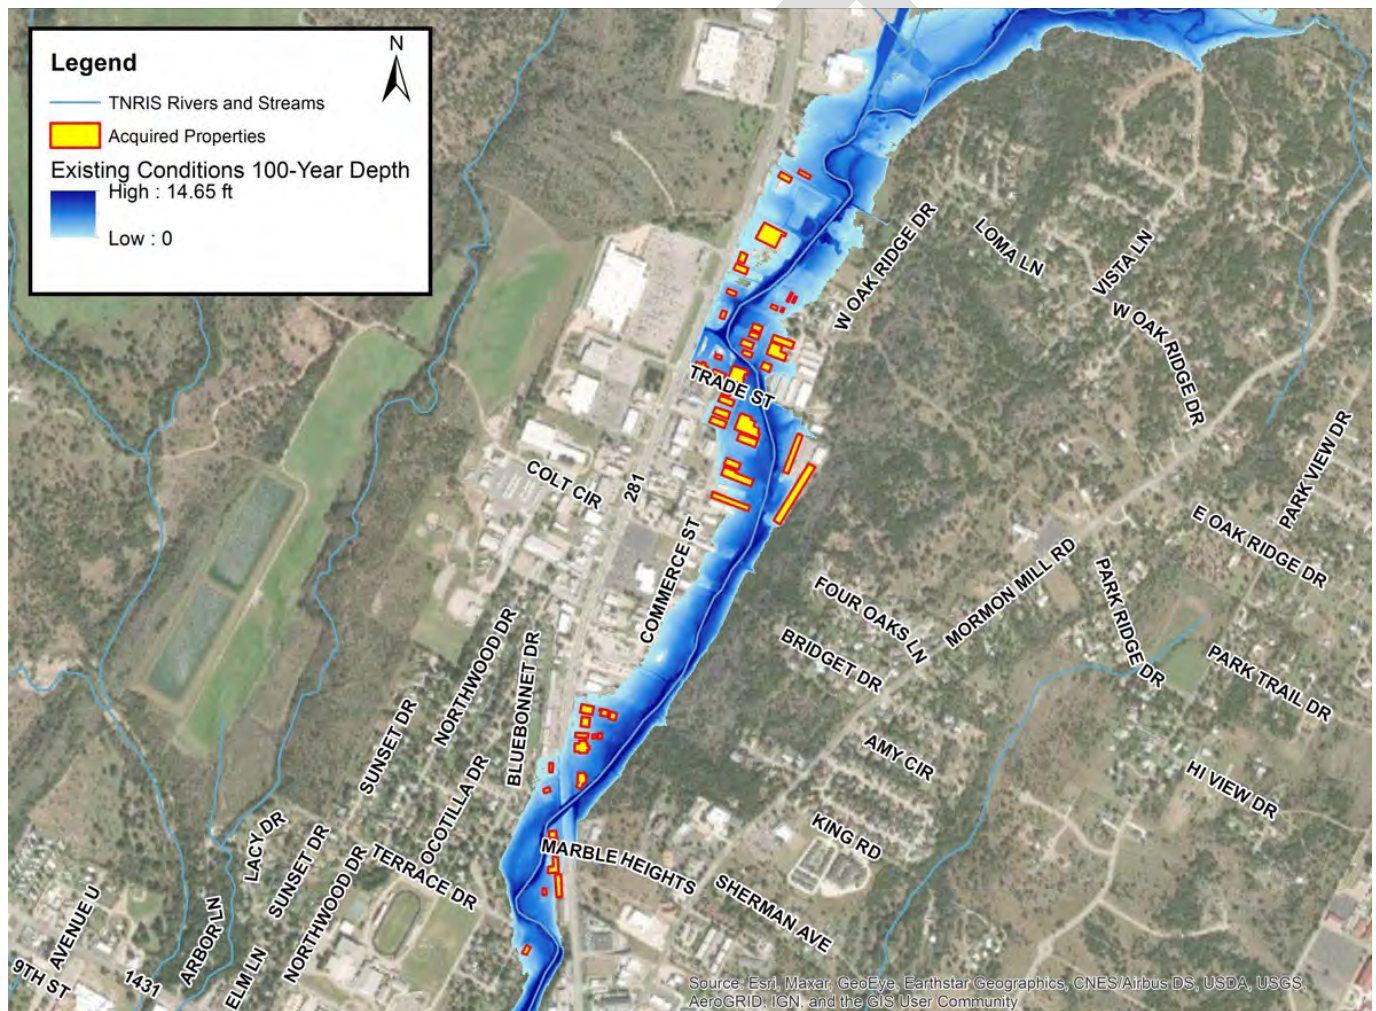 Legend
N
TNRIS Rivers and Streams
Acquired Properties
Existing Conditions 100-Year Depth
High : 14.65 ft
Low : 0
W OAK RIDGE DR
LOMA LN
VISTA LN
W OAK RIDGE DR
TRADE ST
PARK VIEW DR
COLT CIR
281
E OAK RIDGE DR
COMMERCE ST
MORMON MILL RD
PARK RIDGE DR
FOUR OAKS LN
BRIDGET DR
NORTHWOOD DR
BLUEBONNET DR
PARK TRAIL DR
SUNSET DR
AMY CIR
HI VIEW DR
OCOTILLA DR
LACY DR
SUNSET DR
KING RD
MARBLE HEIGHTS
TERRACE DR
NORTHWOOD DR
SHERMAN AVE
AVENUE U
ARBOR LN
ELM LN
9TH ST
1431
Source: Esri, Maxar, GeoEye, Earthstar Geographics, CNES/Airbus DS, USDA, USGS,
AeroGRID, IGN, and the GIS User Community